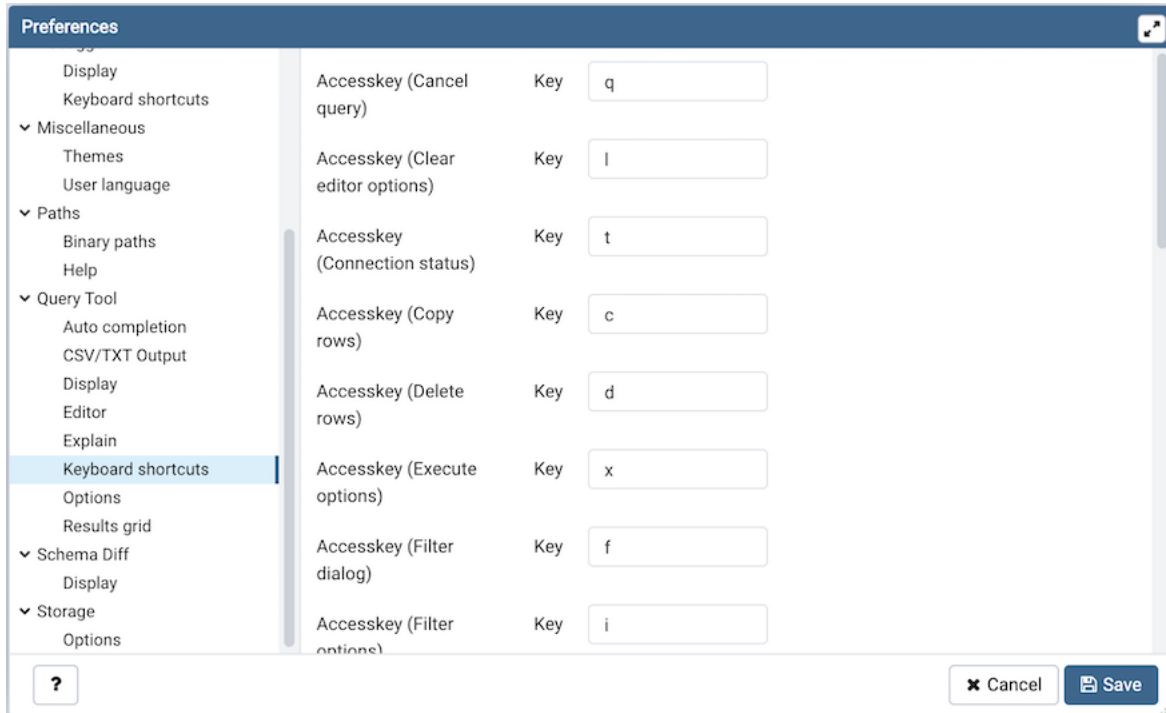 Preferences
Display
Keyboard shortcuts
Miscellaneous
Themes
User language
Paths
Binary paths
Help
Query Tool
Auto completion
CSV/TXT Output
Display
Editor
Explain
Keyboard shortcuts
Options
Results grid
Schema Diff
Display
Storage
Options
Accesskey (Cancel Key q
query)
Accesskey (Clear Key l
editor options)
Accesskey Key t
(Connection status)
Accesskey (Copy Key c
rows)
Accesskey (Delete Key d
rows)
Accesskey (Execute Key x
options)
Accesskey (Filter Key f
dialog)
Accesskey (Filter Key i
options)
? Cancel Save